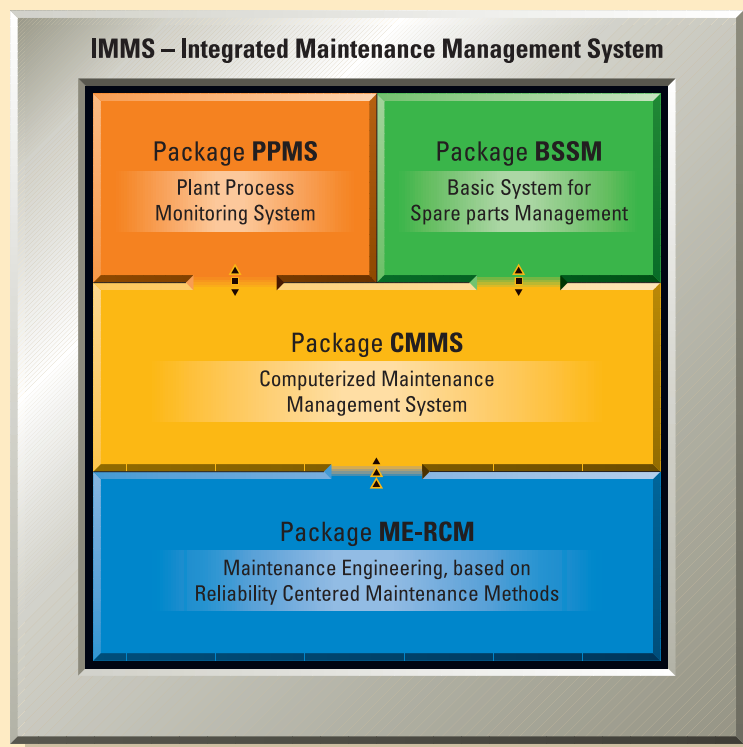 IMMS – Integrated Maintenance Management System
Package PPMS
Plant Process
Monitoring System
Package BSSM
Basic System for
Spare parts Management
Package CMMS
Computerized Maintenance
Management System
Package ME-RCM
Maintenance Engineering, based on
Reliability Centered Maintenance Methods